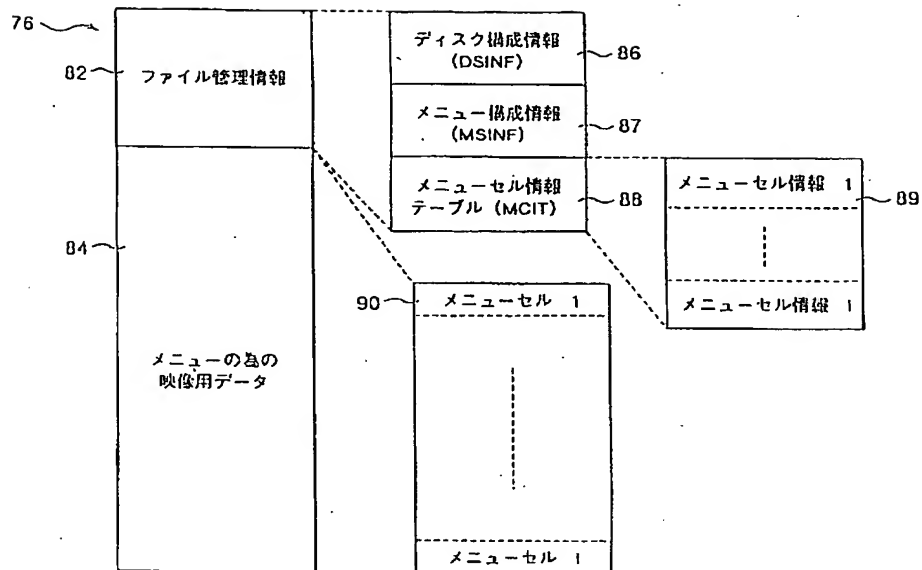 76
82
ファイル管理情報
ディスク構成情報
(DSINF)
86
メニュー構成情報
(MSINF)
87
メニューセル情報
テーブル (MCIT)
88
メニューセル情報 1
89
メニューセル情報 i
84
メニューの為の
映像用データ
90
メニューセル 1
メニューセル i